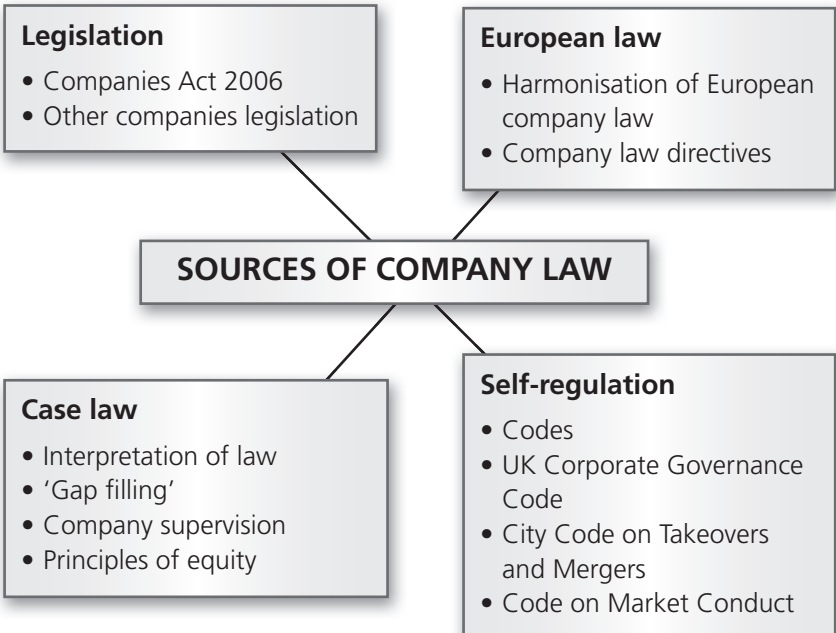 Legislation
• Companies Act 2006
• Other companies legislation
European law
• Harmonisation of European
company law
• Company law directives
SOURCES OF COMPANY LAW
Case law
• Interpretation of law
• ‘Gap filling’
• Company supervision
• Principles of equity
Self-regulation
• Codes
• UK Corporate Governance
Code
• City Code on Takeovers
and Mergers
• Code on Market Conduct